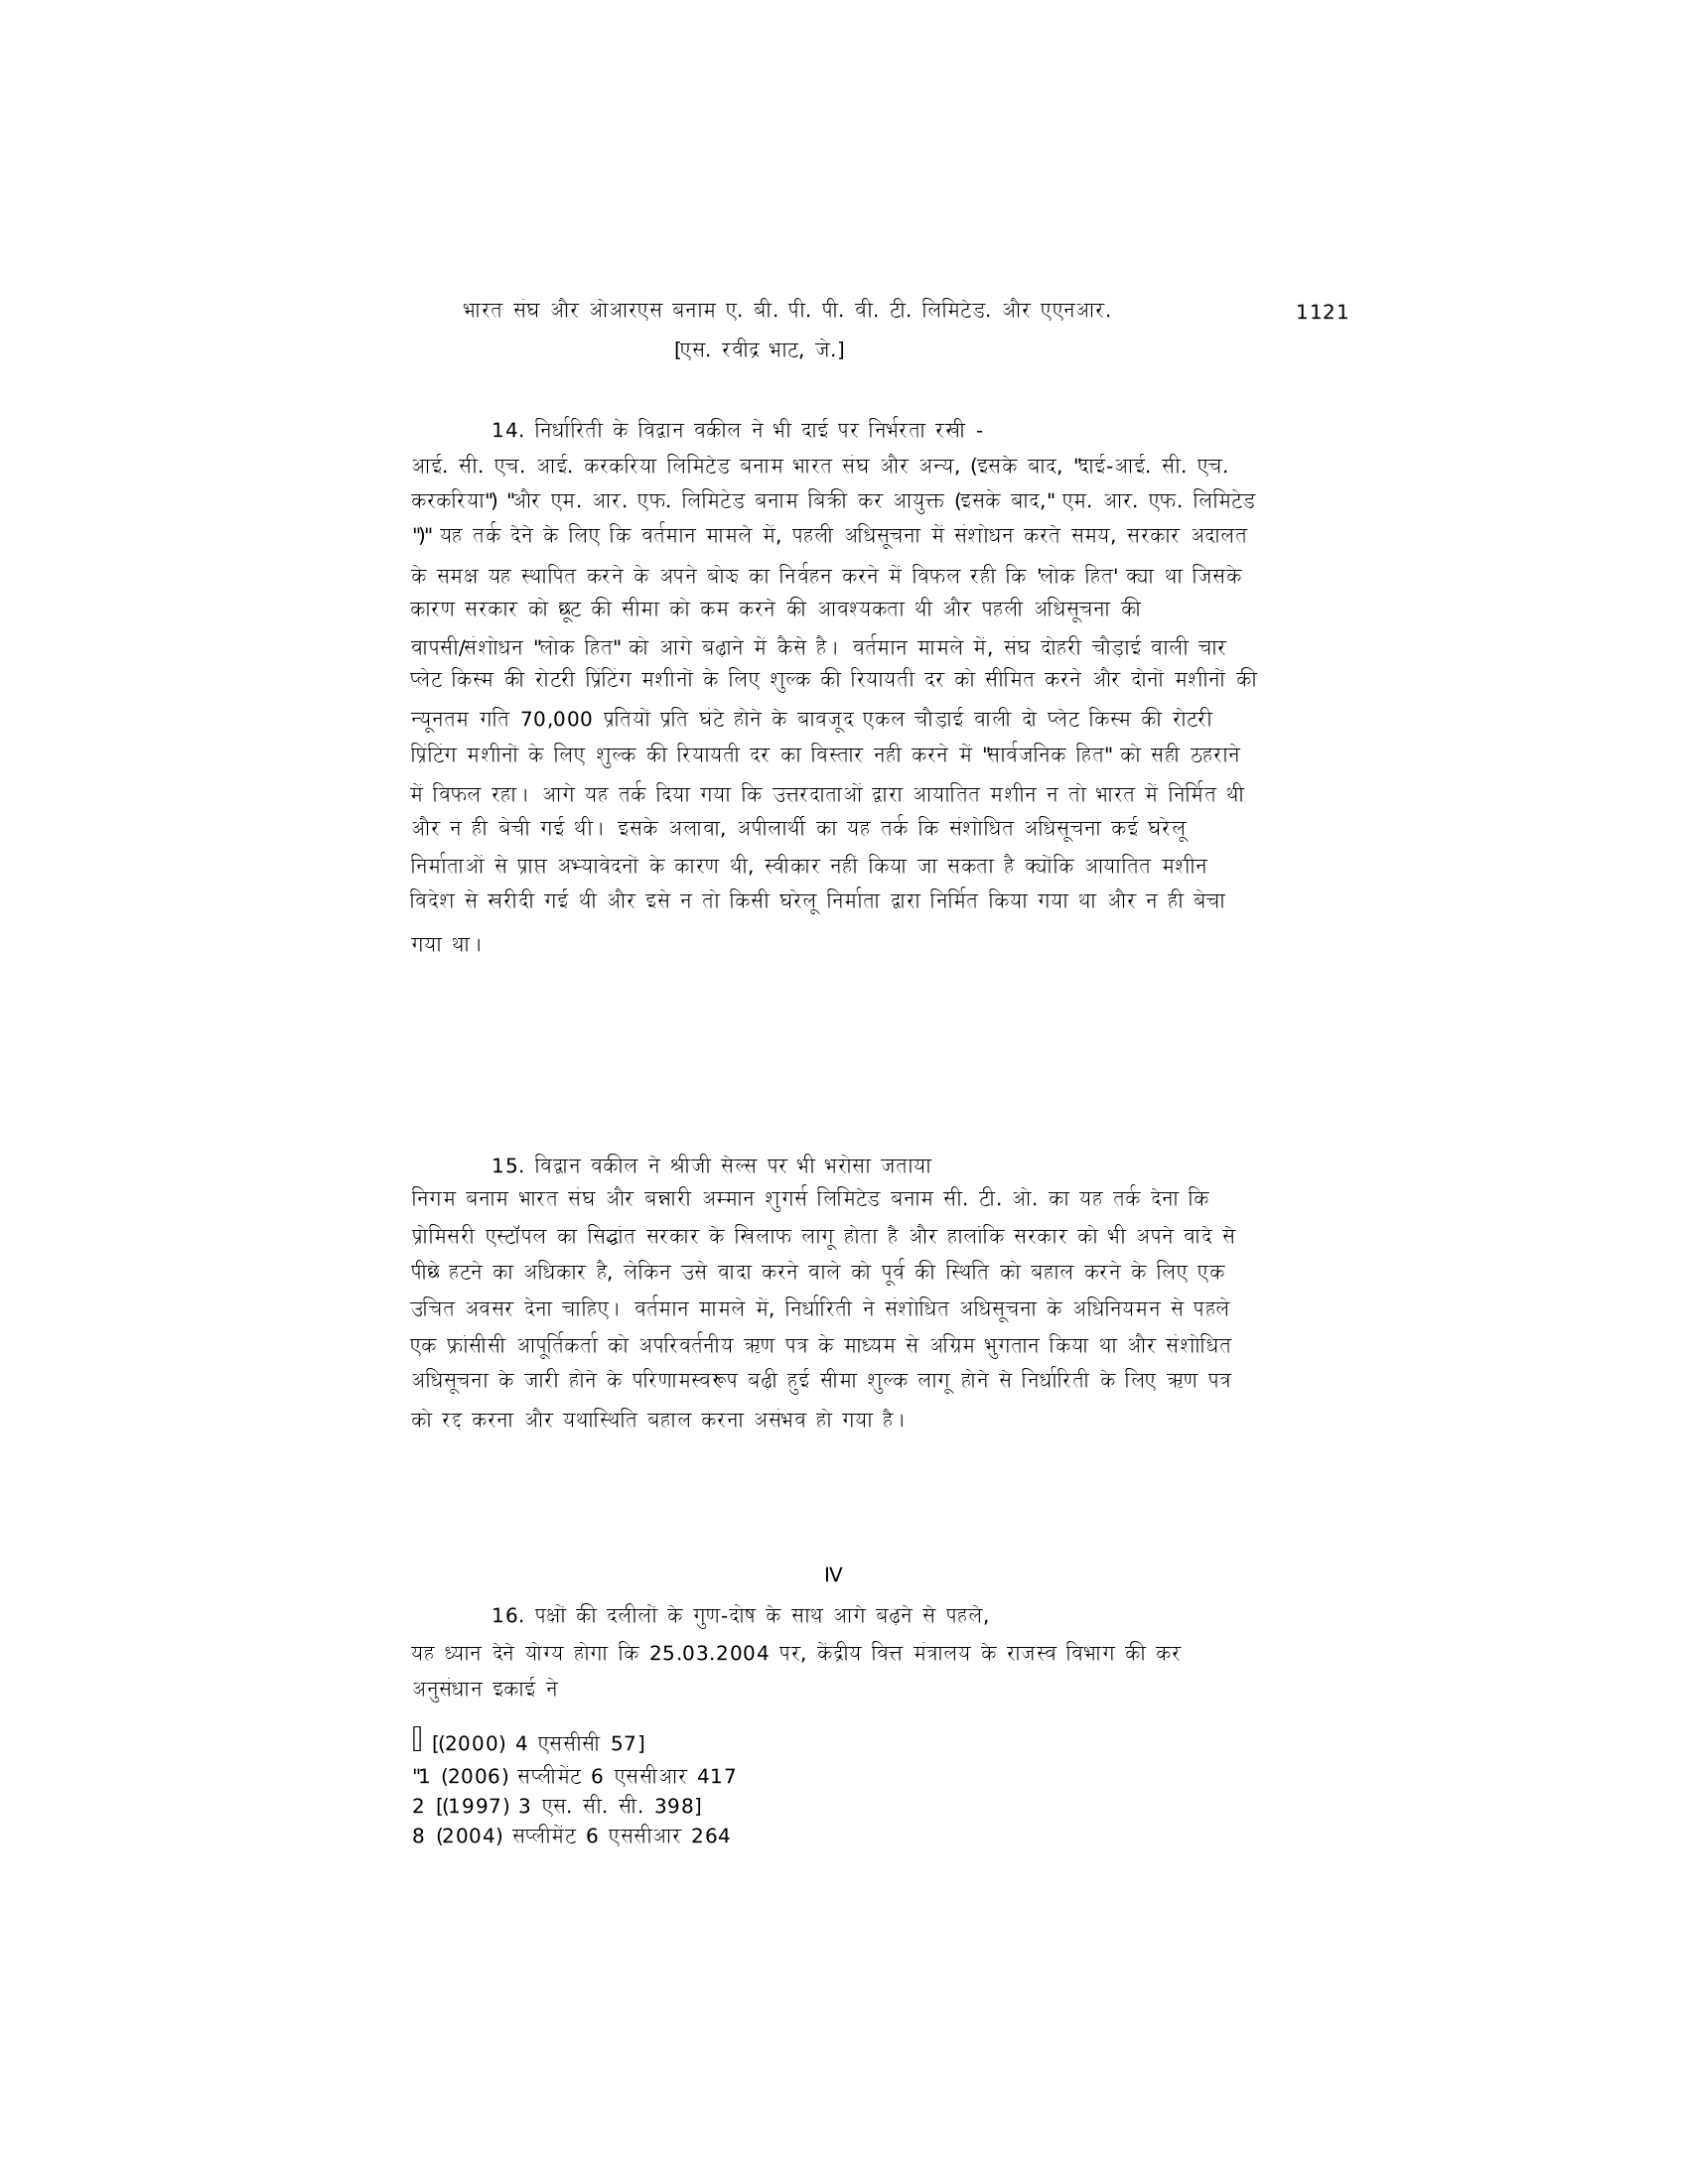 भारत संघ और ओआरएस बनाम ए. बी. पी. पी. वी. टी. लिमिटेड. और एएनआर. 1121
[एस. रवींद्र भाट, जे.]
14. निर्धारिती के विद्वान वकील ने भी दाई पर निर्भरता रखी -
आई. सी. एच. आई. करकरिया लिमिटेड बनाम भारत संघ और अन्य, (इसके बाद, "दाई-आई. सी. एच.
करकरिया") "और एम. आर. एफ. लिमिटेड बनाम बिक्री कर आयुक्त (इसके बाद," एम. आर. एफ. लिमिटेड
")" यह तर्क देने के लिए कि वर्तमान मामले में, पहली अधिसूचना में संशोधन करते समय, सरकार अदालत
के समक्ष यह स्थापित करने के अपने बोझ का निर्वहन करने में विफल रही कि 'लोक हित' क्या था जिसके
कारण सरकार को छूट की सीमा को कम करने की आवश्यकता थी और पहली अधिसूचना की
वापसी/संशोधन "लोक हित" को आगे बढ़ाने में कैसे है। वर्तमान मामले में, संघ दोहरी चौड़ाई वाली चार
प्लेट किस्म की रोटरी प्रिंटिंग मशीनों के लिए शुल्क की रियायती दर को सीमित करने और दोनों मशीनों की
न्यूनतम गति 70,000 प्रतियों प्रति घंटे होने के बावजूद एकल चौड़ाई वाली दो प्लेट किस्म की रोटरी
प्रिंटिंग मशीनों के लिए शुल्क की रियायती दर का विस्तार नहीं करने में "सार्वजनिक हित" को सही ठहराने
में विफल रहा। आगे यह तर्क दिया गया कि उत्तरदाताओं द्वारा आयातित मशीन न तो भारत में निर्मित थी
और न ही बेची गई थी। इसके अलावा, अपीलार्थी का यह तर्क कि संशोधित अधिसूचना कई घरेलू
निर्माताओं से प्राप्त अभ्यावेदनों के कारण थी, स्वीकार नहीं किया जा सकता है क्योंकि आयातित मशीन
विदेश से खरीदी गई थी और इसे न तो किसी घरेलू निर्माता द्वारा निर्मित किया गया था और न ही बेचा
गया था।
15. विद्वान वकील ने श्रीजी सेल्स पर भी भरोसा जताया
निगम बनाम भारत संघ और बन्नारी अम्मान शुगर्स लिमिटेड बनाम सी. टी. ओ. का यह तर्क देना कि
प्रोमिसरी एस्टॉपल का सिद्धांत सरकार के खिलाफ लागू होता है और हालांकि सरकार को भी अपने वादे से
पीछे हटने का अधिकार है, लेकिन उसे वादा करने वाले को पूर्व की स्थिति को बहाल करने के लिए एक
उचित अवसर देना चाहिए। वर्तमान मामले में, निर्धारिती ने संशोधित अधिसूचना के अधिनियमन से पहले
एक फ्रांसीसी आपूर्तिकर्ता को अपरिवर्तनीय ऋण पत्र के माध्यम से अग्रिम भुगतान किया था और संशोधित
अधिसूचना के जारी होने के परिणामस्वरूप बढ़ी हुई सीमा शुल्क लागू होने से निर्धारिती के लिए ऋण पत्र
को रद्द करना और यथास्थिति बहाल करना असंभव हो गया है।
IV
16. पक्षों की दलीलों के गुण-दोष के साथ आगे बढ़ने से पहले,
यह ध्यान देने योग्य होगा कि 25.03.2004 पर, केंद्रीय वित्त मंत्रालय के राजस्व विभाग की कर
अनुसंधान इकाई ने
[(2000) 4 एससीसी 57]
"1 (2006) सप्लीमेंट 6 एससीआर 417
2 [(1997) 3 एस. सी. सी. 398]
8 (2004) सप्लीमेंट 6 एससीआर 264